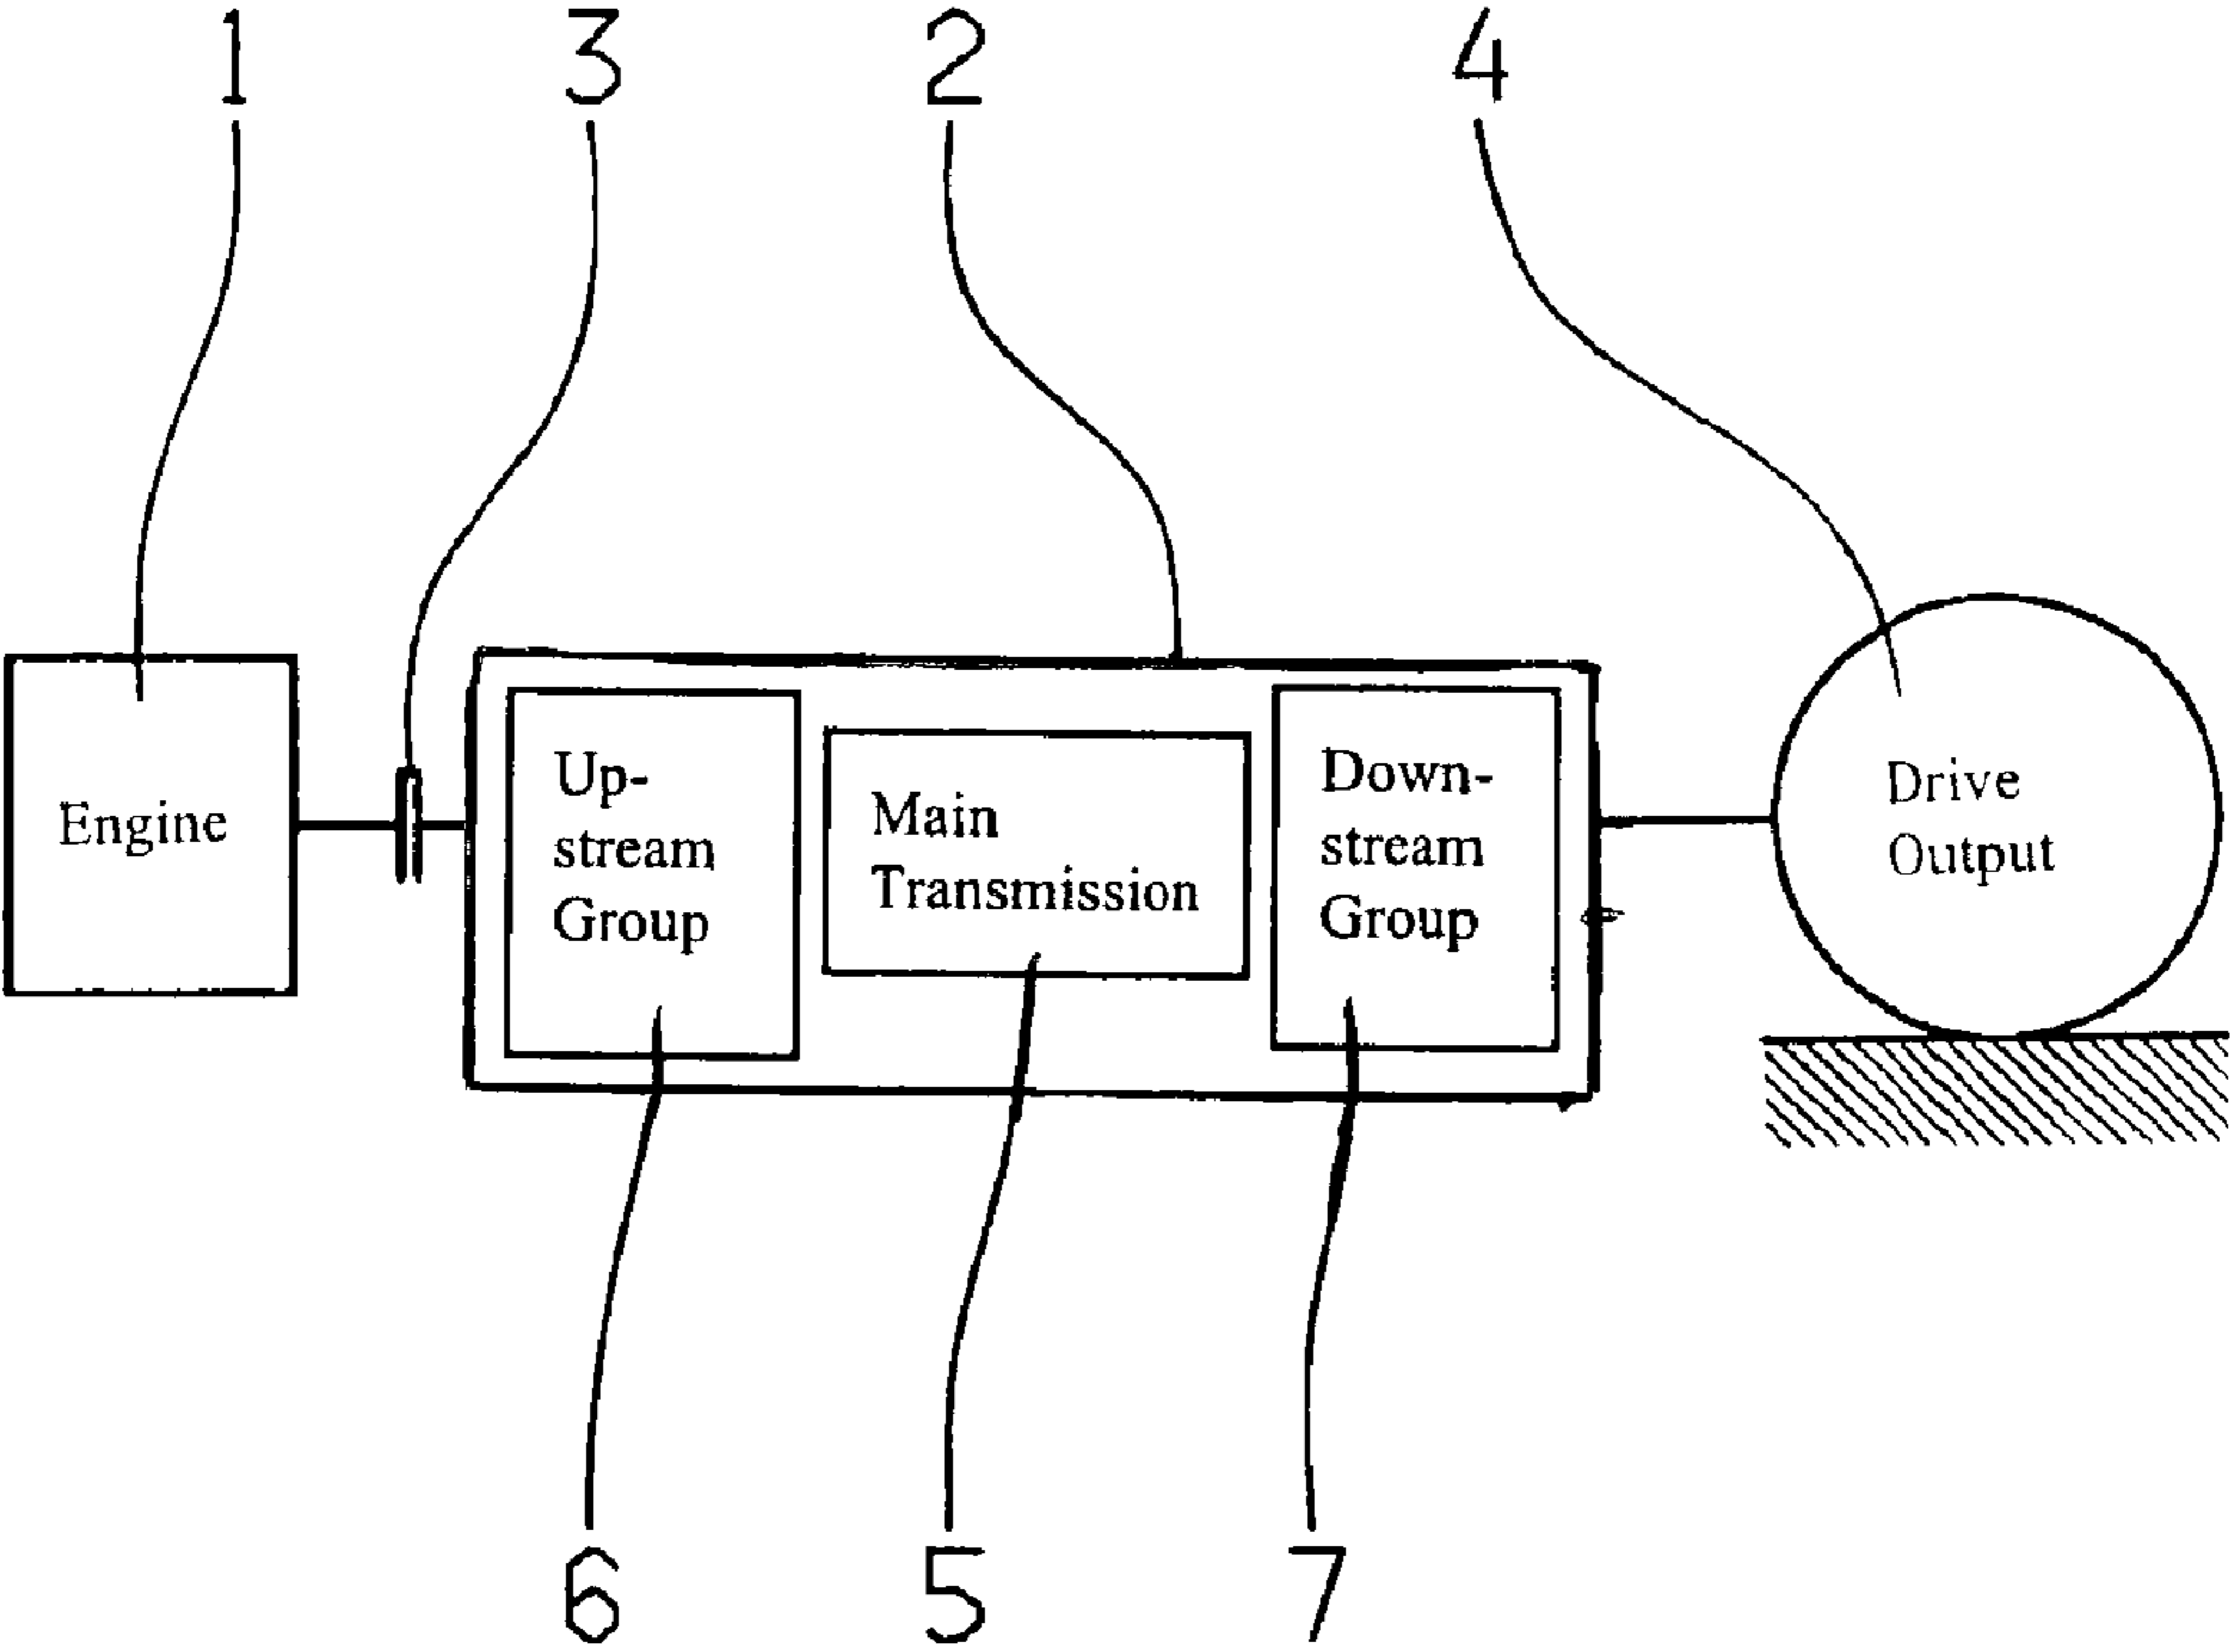 1
3
2
4
Engine
Up-
stream
Group
Main
Transmission
Down-
stream
Group
Drive
Output
6
5
7